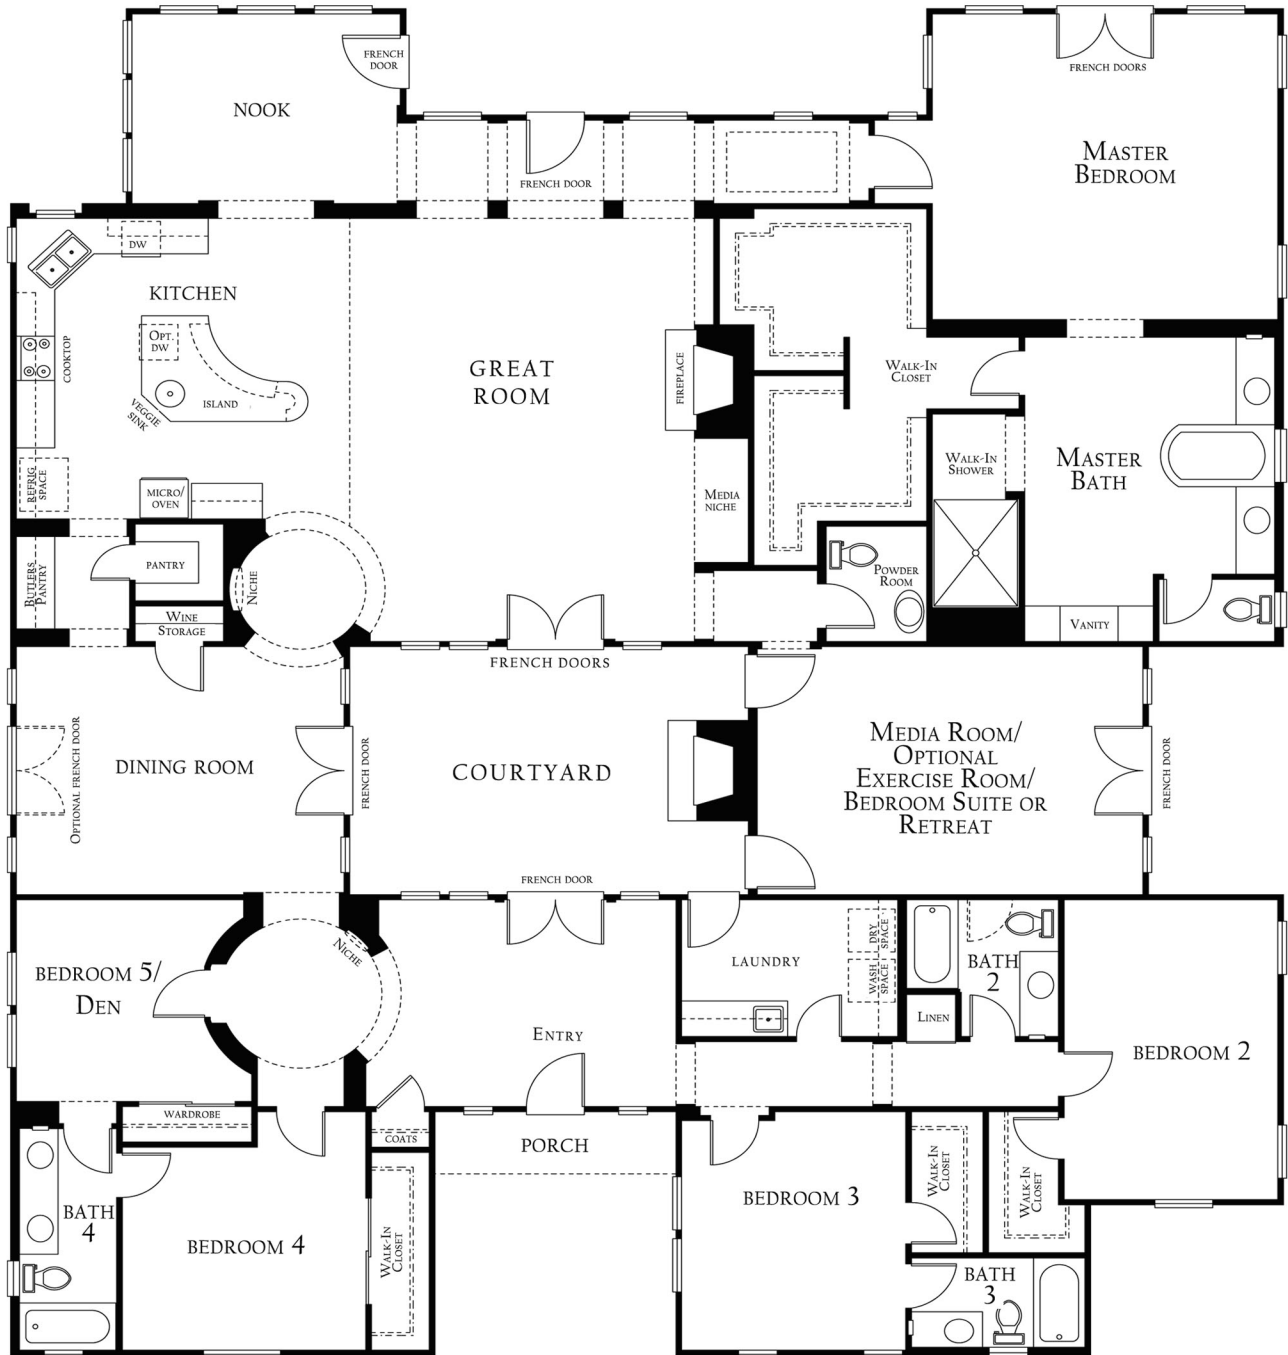 FRENCH
DOOR
FRENCH DOORS
NOOK
MASTER
BEDROOM
FRENCH DOOR
DW
KITCHEN
OPT.
DW
COOKTOP
VEGGIE
SINK
ISLAND
GREAT
ROOM
FIREPLACE
WALK-IN
CLOSET
REFRIG
SPACE
MICRO/
OVEN
MEDIA
NICHE
WALK-IN
SHOWER
MASTER
BATH
BUTLERS
PANTRY
PANTRY
NICHE
POWDER
ROOM
WINE
STORAGE
VANITY
FRENCH DOORS
OPTIONAL FRENCH DOOR
DINING ROOM
FRENCH DOOR
COURTYARD
MEDIA ROOM/
OPTIONAL
EXERCISE ROOM/
BEDROOM SUITE OR
RETREAT
FRENCH DOOR
FRENCH DOOR
BEDROOM 5/
DEN
NICHE
LAUNDRY
DRY
SPACE
WASH
SPACE
BATH
2
LINEN
ENTRY
BEDROOM 2
WARDROBE
COATS
PORCH
BATH
4
BEDROOM 4
WALK-IN
CLOSET
BEDROOM 3
WALK-IN
CLOSET
WALK-IN
CLOSET
BATH
3